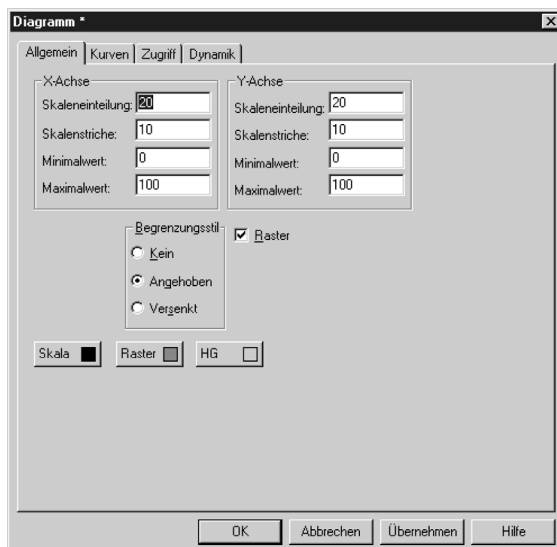 Diagramm *
Allgemein Kurven Zugriff Dynamik
X-Achse
Skaleneinteilung: 20
Skalenstriche: 10
Minimalwert: 0
Maximalwert: 100
Y-Achse
Skaleneinteilung: 20
Skalenstriche: 10
Minimalwert: 0
Maximalwert: 100
Begrenzungsstil
Kein
Angehoben
Versenkt
Raster
Skala Raster HG
OK Abbrechen Übernehmen Hilfe